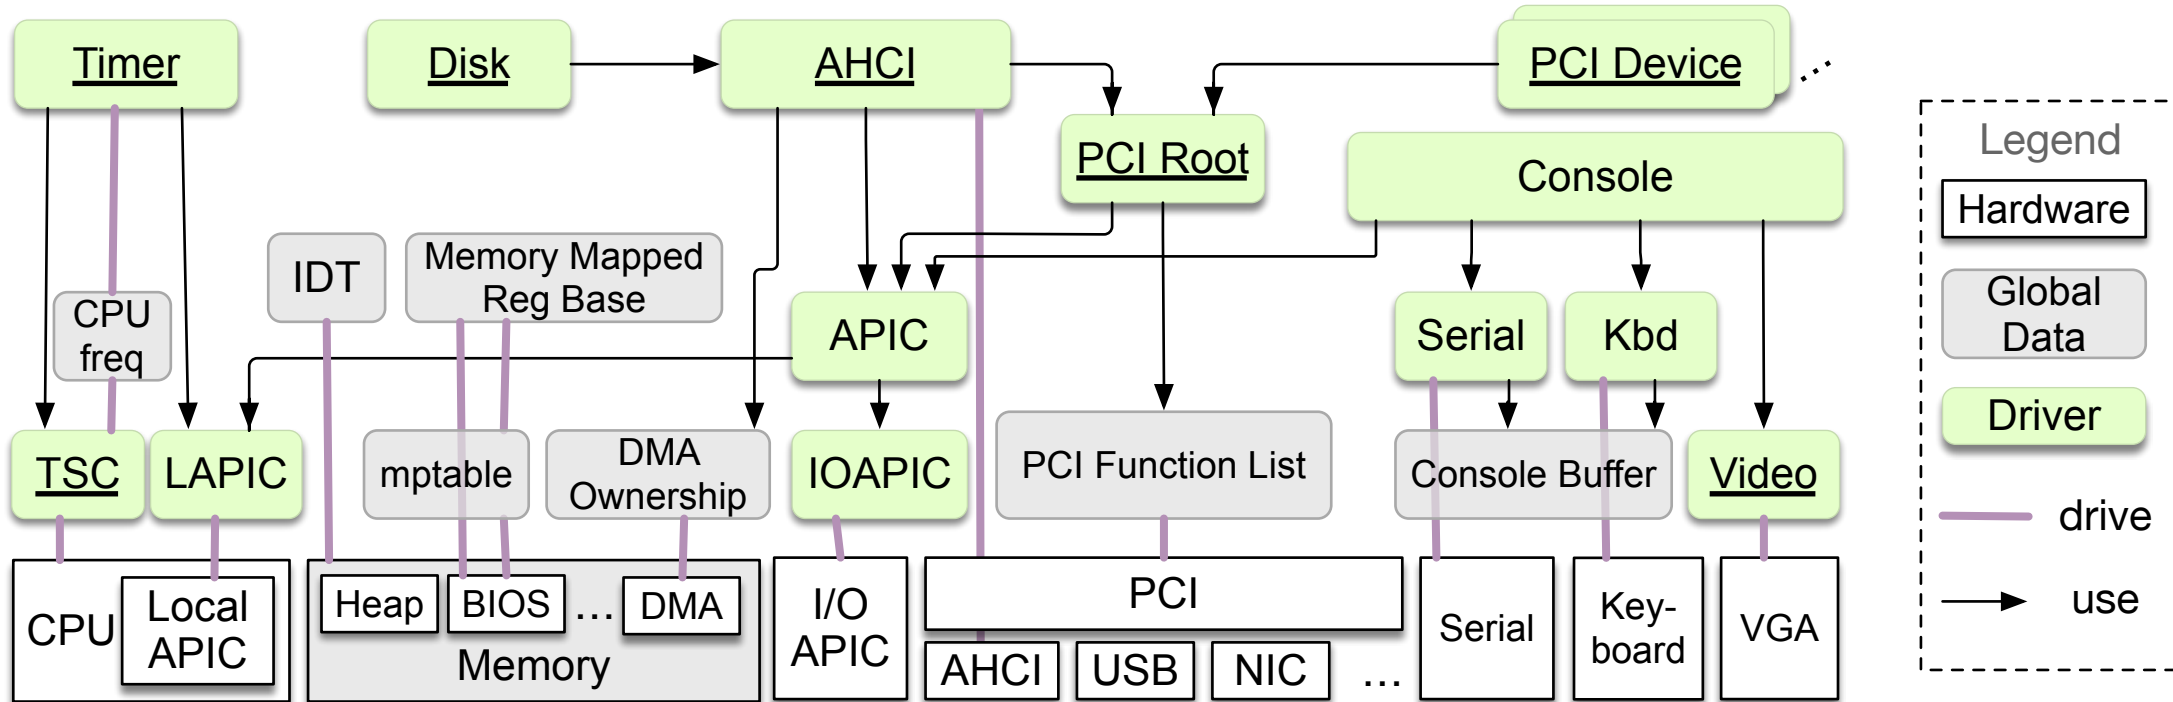 Timer
Disk
AHCI
PCI Device
PCI Root
Console
Legend
Hardware
Global
Data
Driver
drive
use
IDT
Memory Mapped
Reg Base
CPU
freq
APIC
Serial
Kbd
TSC
LAPIC
mptable
DMA
Ownership
IOAPIC
PCI Function List
Console Buffer
Video
CPU
Local
APIC
Heap
BIOS
...
DMA
Memory
I/O
APIC
PCI
AHCI
USB
NIC
...
Serial
Key-
board
VGA